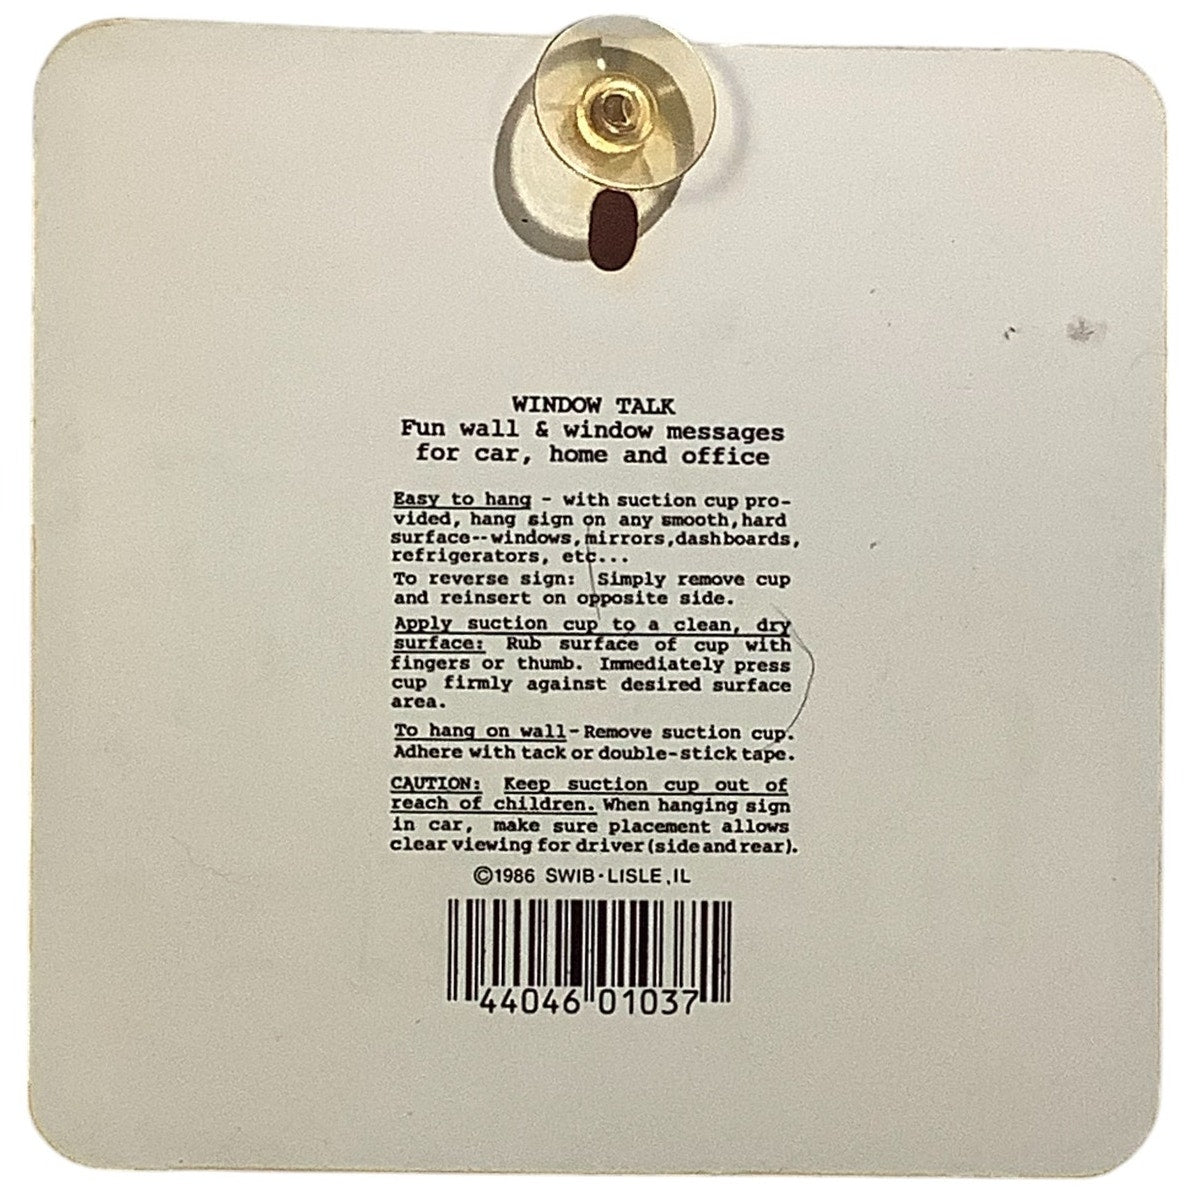 WINDOW TALK
Fun wall & window messages
for car, home and office
Easy to hang - with suction cup pro-
vided, hang sign on any smooth, hard
surface--windows, mirrors, dashboards,
refrigerators, etc...
To reverse sign: Simply remove cup
and reinsert on opposite side.
Apply suction cup to a clean, dry
surface: Rub surface of cup with
fingers or thumb. Immediately press
cup firmly against desired surface
area.
To hang on wall-Remove suction cup.
Adhere with tack or double-stick tape.
CAUTION: Keep suction cup out of
reach of children. When hanging sign
in car, make sure placement allows
clear viewing for driver (side and rear).
©1986 SWIB·LISLE, IL
44046 01037